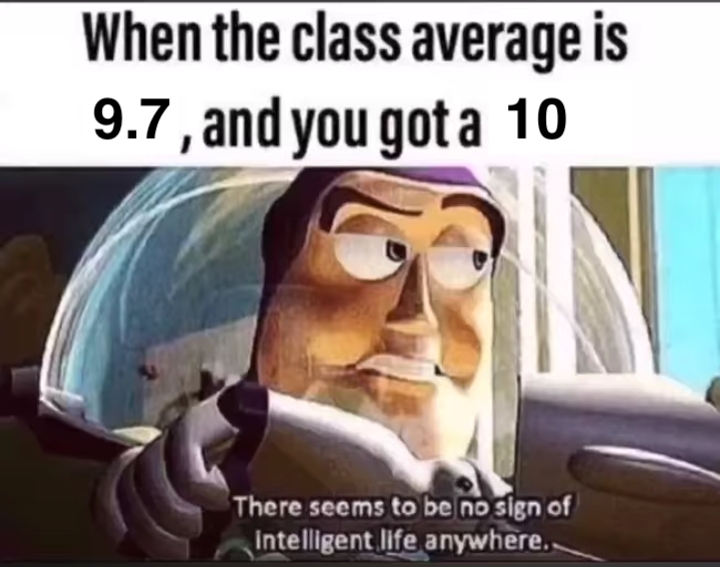 When the class average is
9.7, and you got a 10
There seems to be no sign of
intelligent life anywhere.